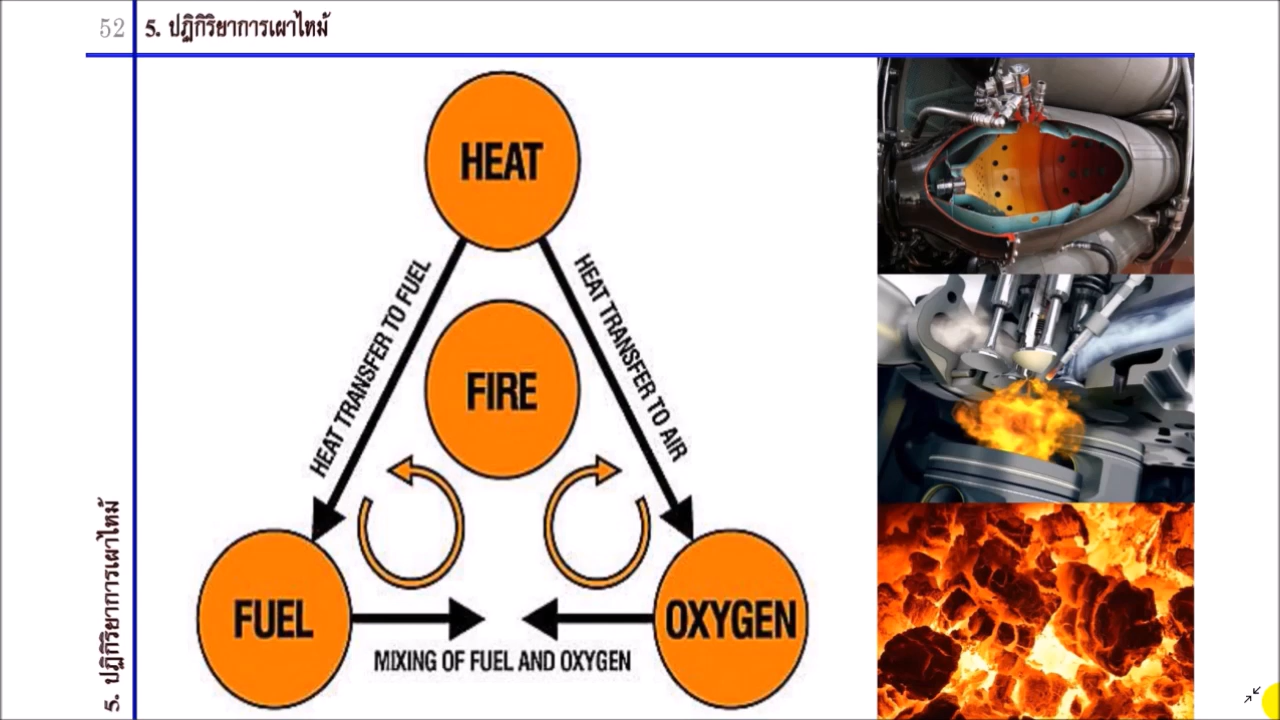 52
5. ปฏิกิริยาการเผาไหม้
HEAT
HEAT TRANSFER TO FUEL
HEAT TRANSFER TO AIR
FIRE
FUEL
OXYGEN
MIXING OF FUEL AND OXYGEN
5. ปฏิกิริยาการเผาไหม้